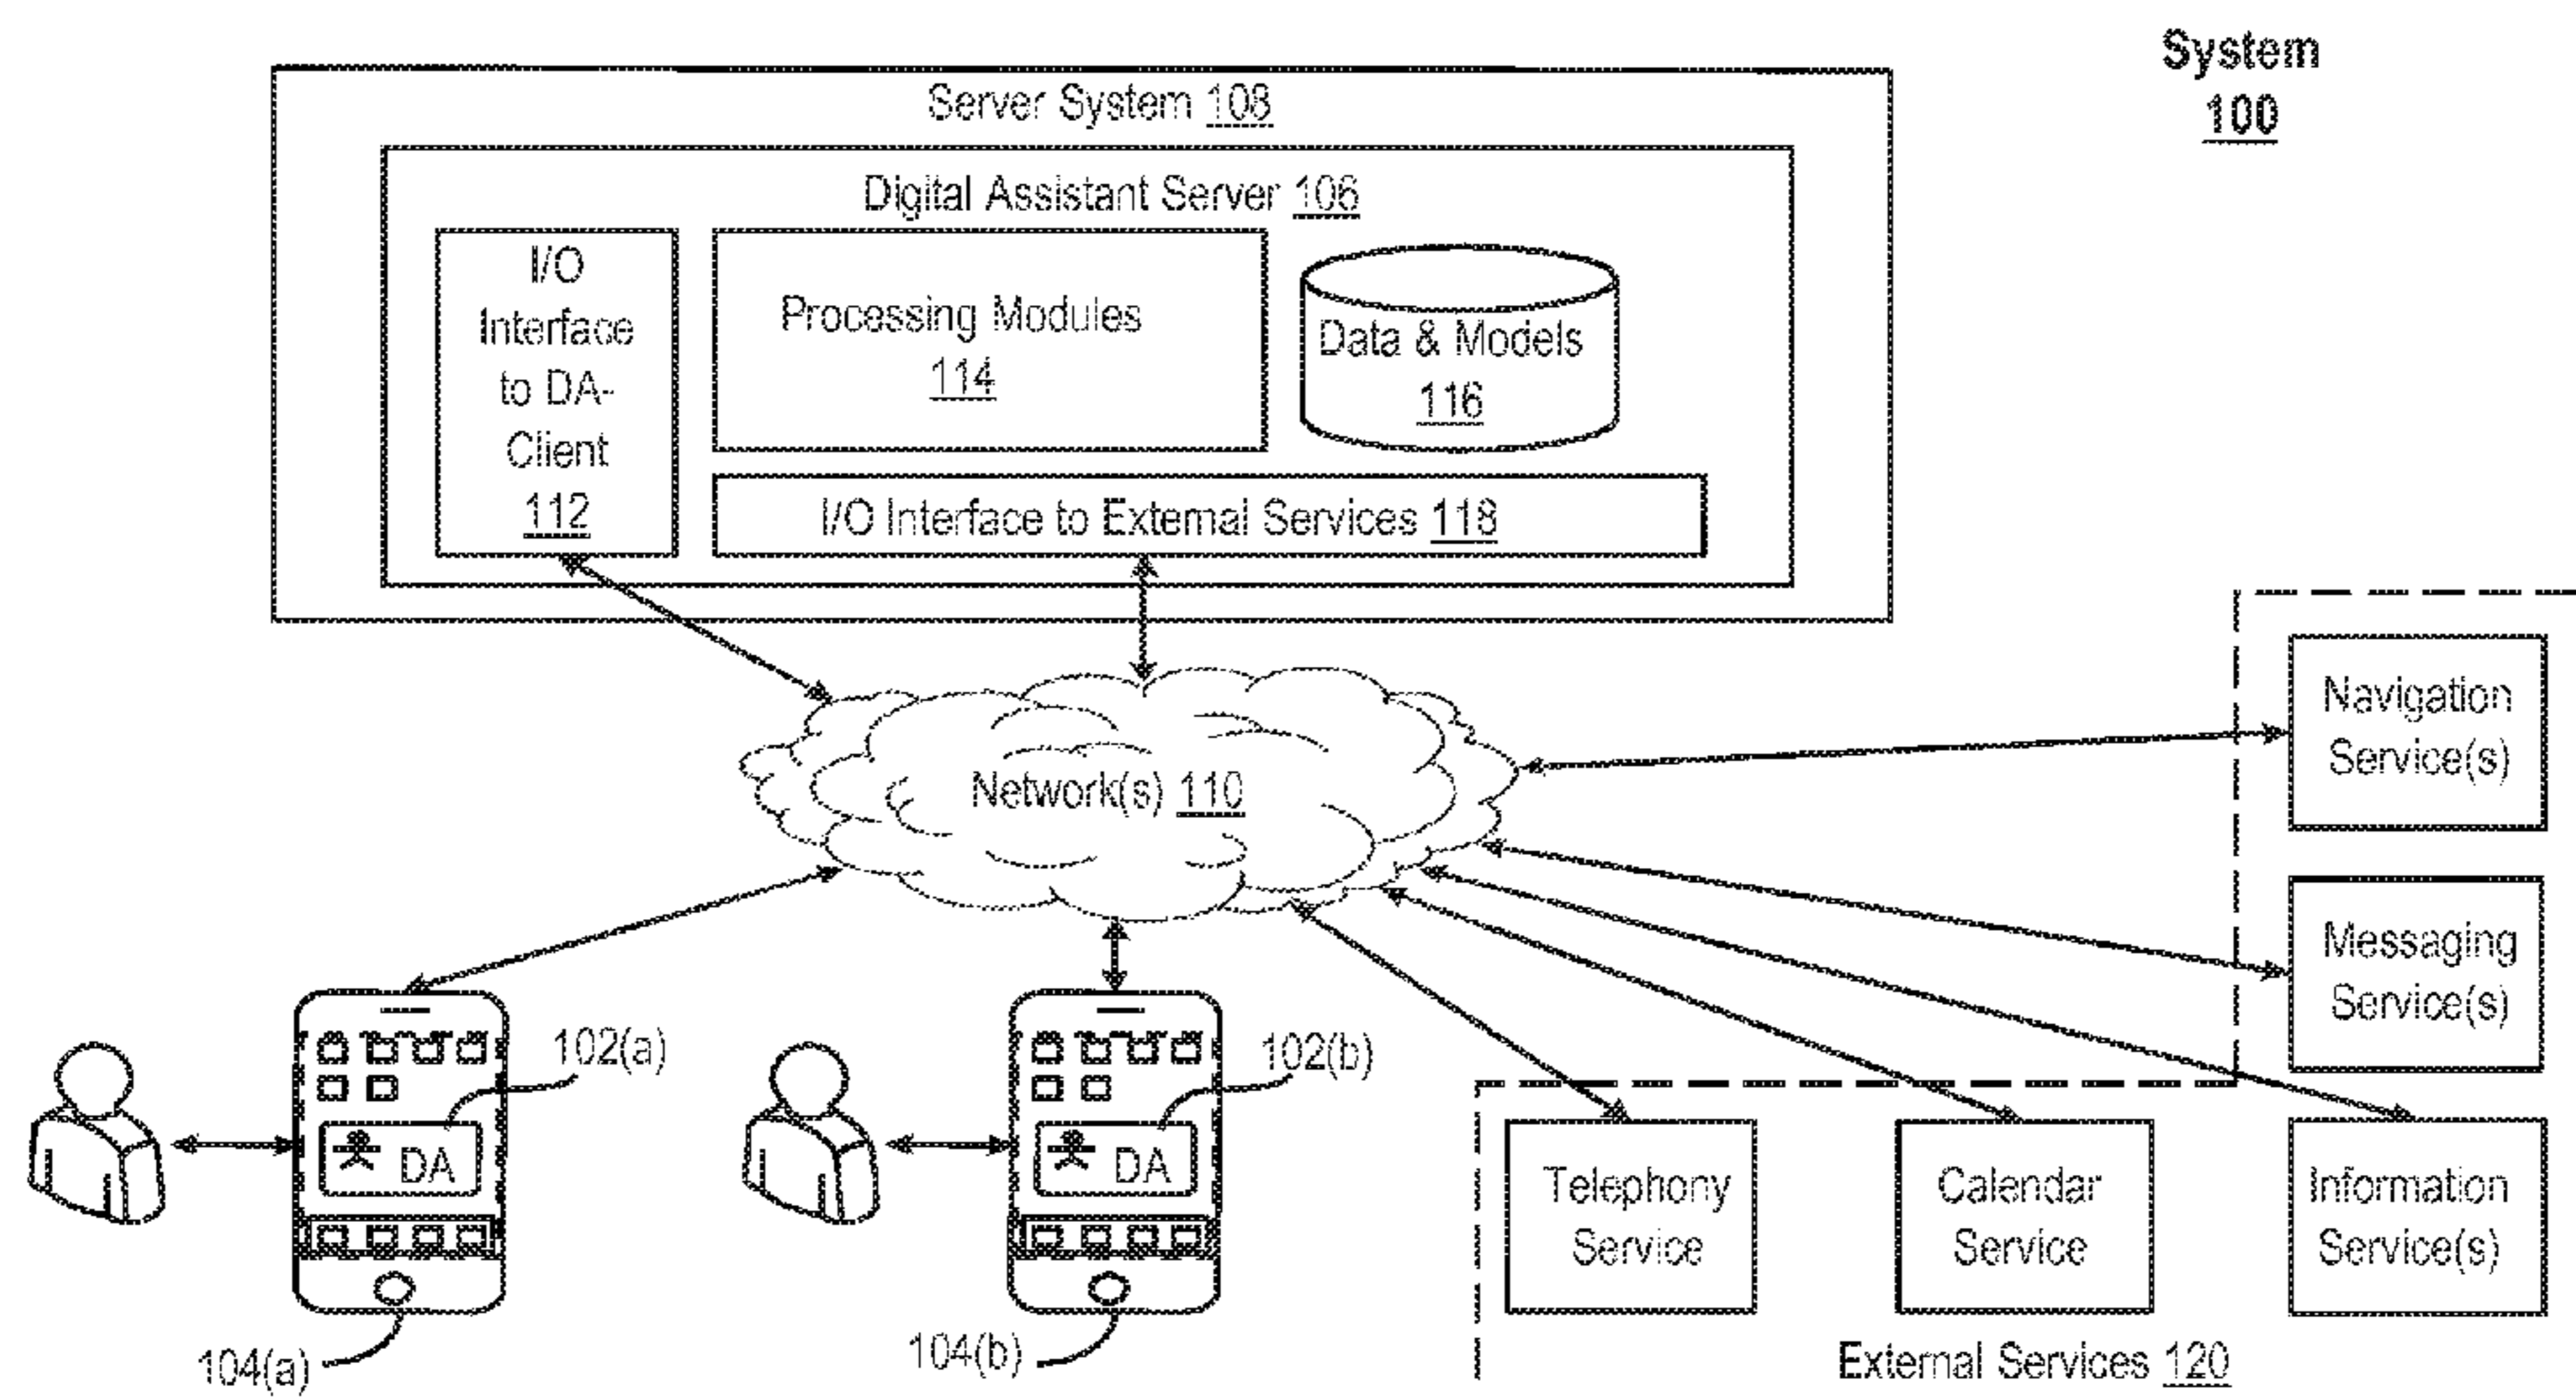 System
100
Server System 108
Digital Assistant Server 106
I/O
Interface
to DA-
Client
112
Processing Modules
114
Data & Models
116
I/O Interface to External Services 118
Network(s) 110
Navigation
Service(s)
Messaging
Service(s)
102(a)
DA
104(a)
102(b)
DA
104(b)
Telephony
Service
Calendar
Service
Information
Service(s)
External Services 120